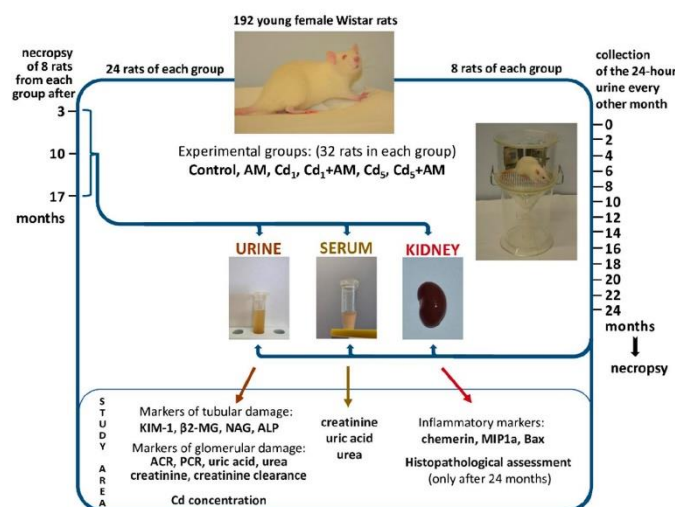 192 young female Wistar rats
necropsy
of 8 rats
from each
group after
24 rats of each group
8 rats of each group
collection
of the 24-hour
urine every
other month
3
10
17
months
Experimental groups: (32 rats in each group)
Control, AM, Cd₁, Cd₁+AM, Cd₅, Cd₅+AM
0
2
4
6
8
10
12
14
16
18
20
22
24
months
necropsy
URINE
SERUM
KIDNEY
STUDY AREA
Markers of tubular damage:
KIM-1, β2-MG, NAG, ALP
Markers of glomerular damage:
ACR, PCR, uric acid, urea
creatinine, creatinine clearance
Cd concentration
creatinine
uric acid
urea
Inflammatory markers:
chemerin, MIP1a, Bax
Histopathological assessment
(only after 24 months)